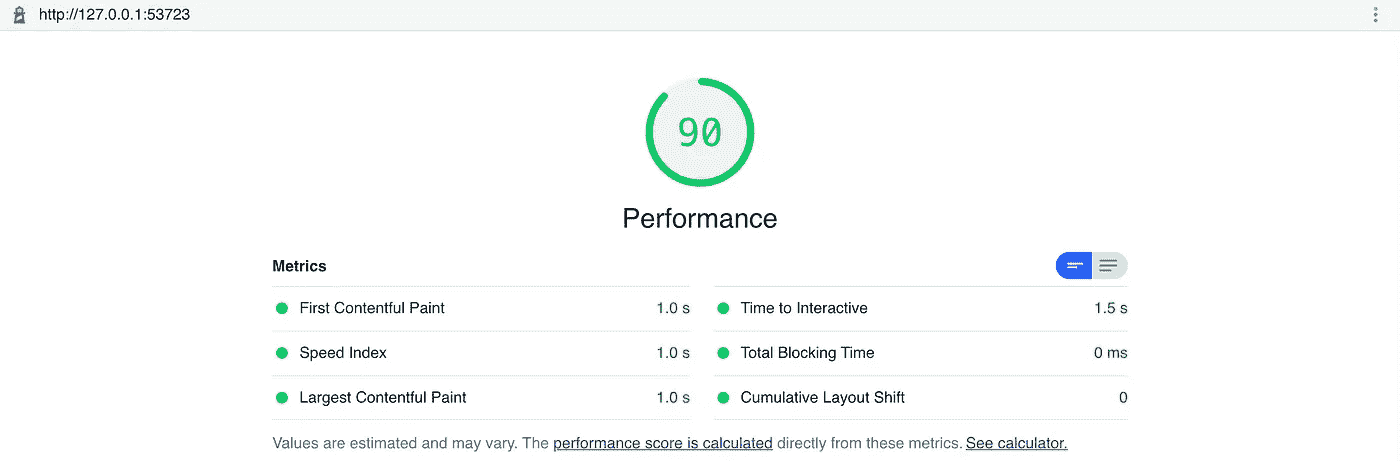 http://127.0.0.1:53723
90
Performance
Metrics
First Contentful Paint 1.0 s
Time to Interactive 1.5 s
Speed Index 1.0 s
Total Blocking Time 0 ms
Largest Contentful Paint 1.0 s
Cumulative Layout Shift 0
Values are estimated and may vary. The performance score is calculated directly from these metrics. See calculator.